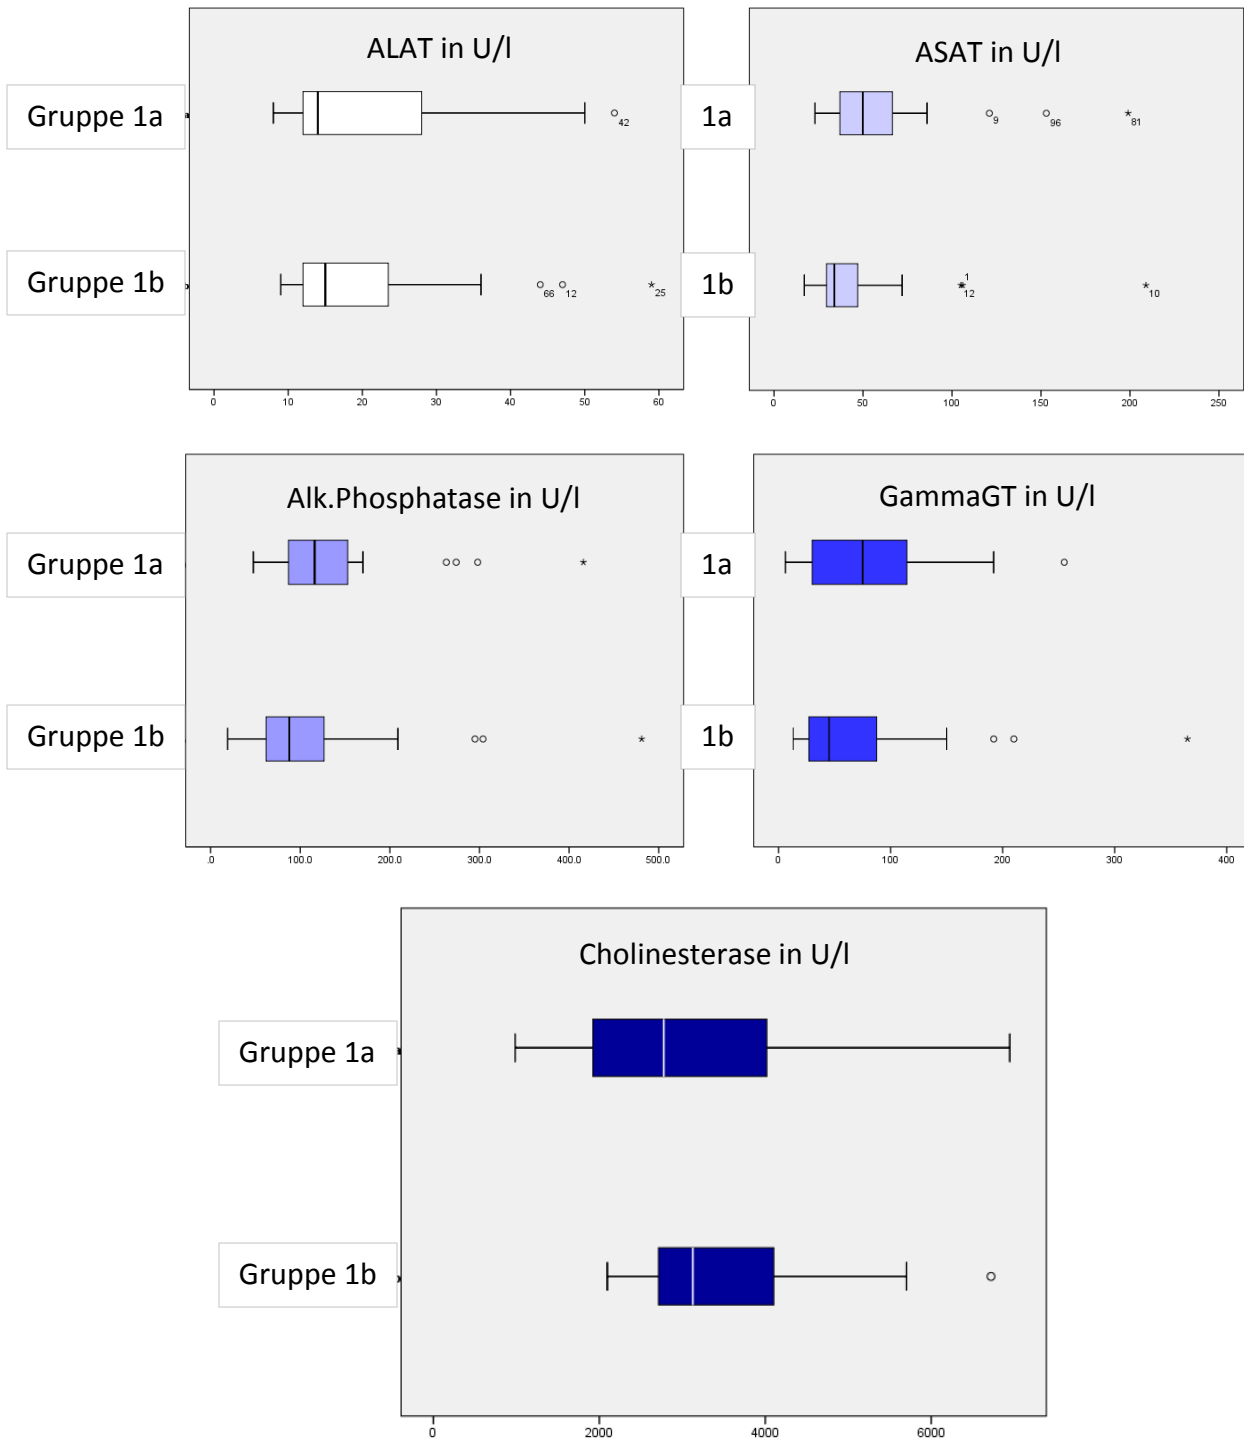 ALAT in U/l
Gruppe 1a
42
Gruppe 1b
66 12 25
0 10 20 30 40 50 60
ASAT in U/l
1a
9 96 81
1b
1
12 10
0 50 100 150 200 250
Alk.Phosphatase in U/l
Gruppe 1a
Gruppe 1b
.0 100.0 200.0 300.0 400.0 500.0
GammaGT in U/l
1a
1b
0 100 200 300 400
Cholinesterase in U/l
Gruppe 1a
Gruppe 1b
0 2000 4000 6000